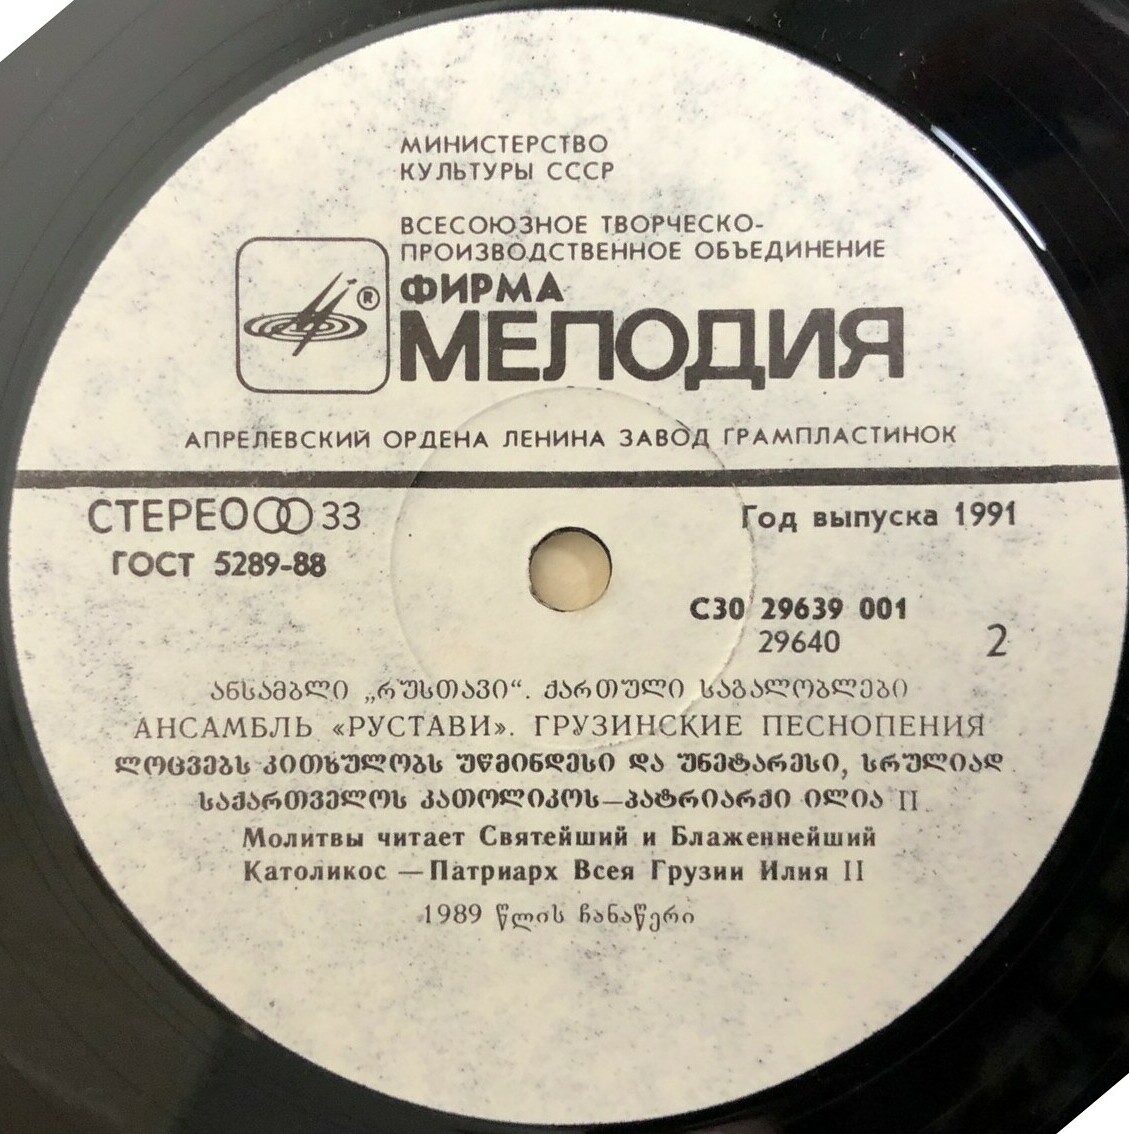 МИНИСТЕРСТВО
КУЛЬТУРЫ СССР
ВСЕСОЮЗНОЕ ТВОРЧЕСКО-
ПРОИЗВОДСТВЕННОЕ ОБЪЕДИНЕНИЕ
ФИРМА
®
МЕЛОДИЯ
АПРЕЛЕВСКИЙ ОРДЕНА ЛЕНИНА ЗАВОД ГРАМПЛАСТИНОК
СТЕРЕО 33
Год выпуска 1991
ГОСТ 5289-88
С30 29639 001
29640
2
ანსამბლი „რუსთავი“. ქართული საგალობლები
АНСАМБЛЬ «РУСТАВИ». ГРУЗИНСКИЕ ПЕСНОПЕНИЯ
ლოცვებს კითხულობს უწმინდესი და უნეტარესი, სრულიად
საქართველოს კათოლიკოს—პატრიარქი ილია II
Молитвы читает Святейший и Блаженнейший
Католикос — Патриарх Всея Грузии Илия II
1989 წლის ჩანაწერი